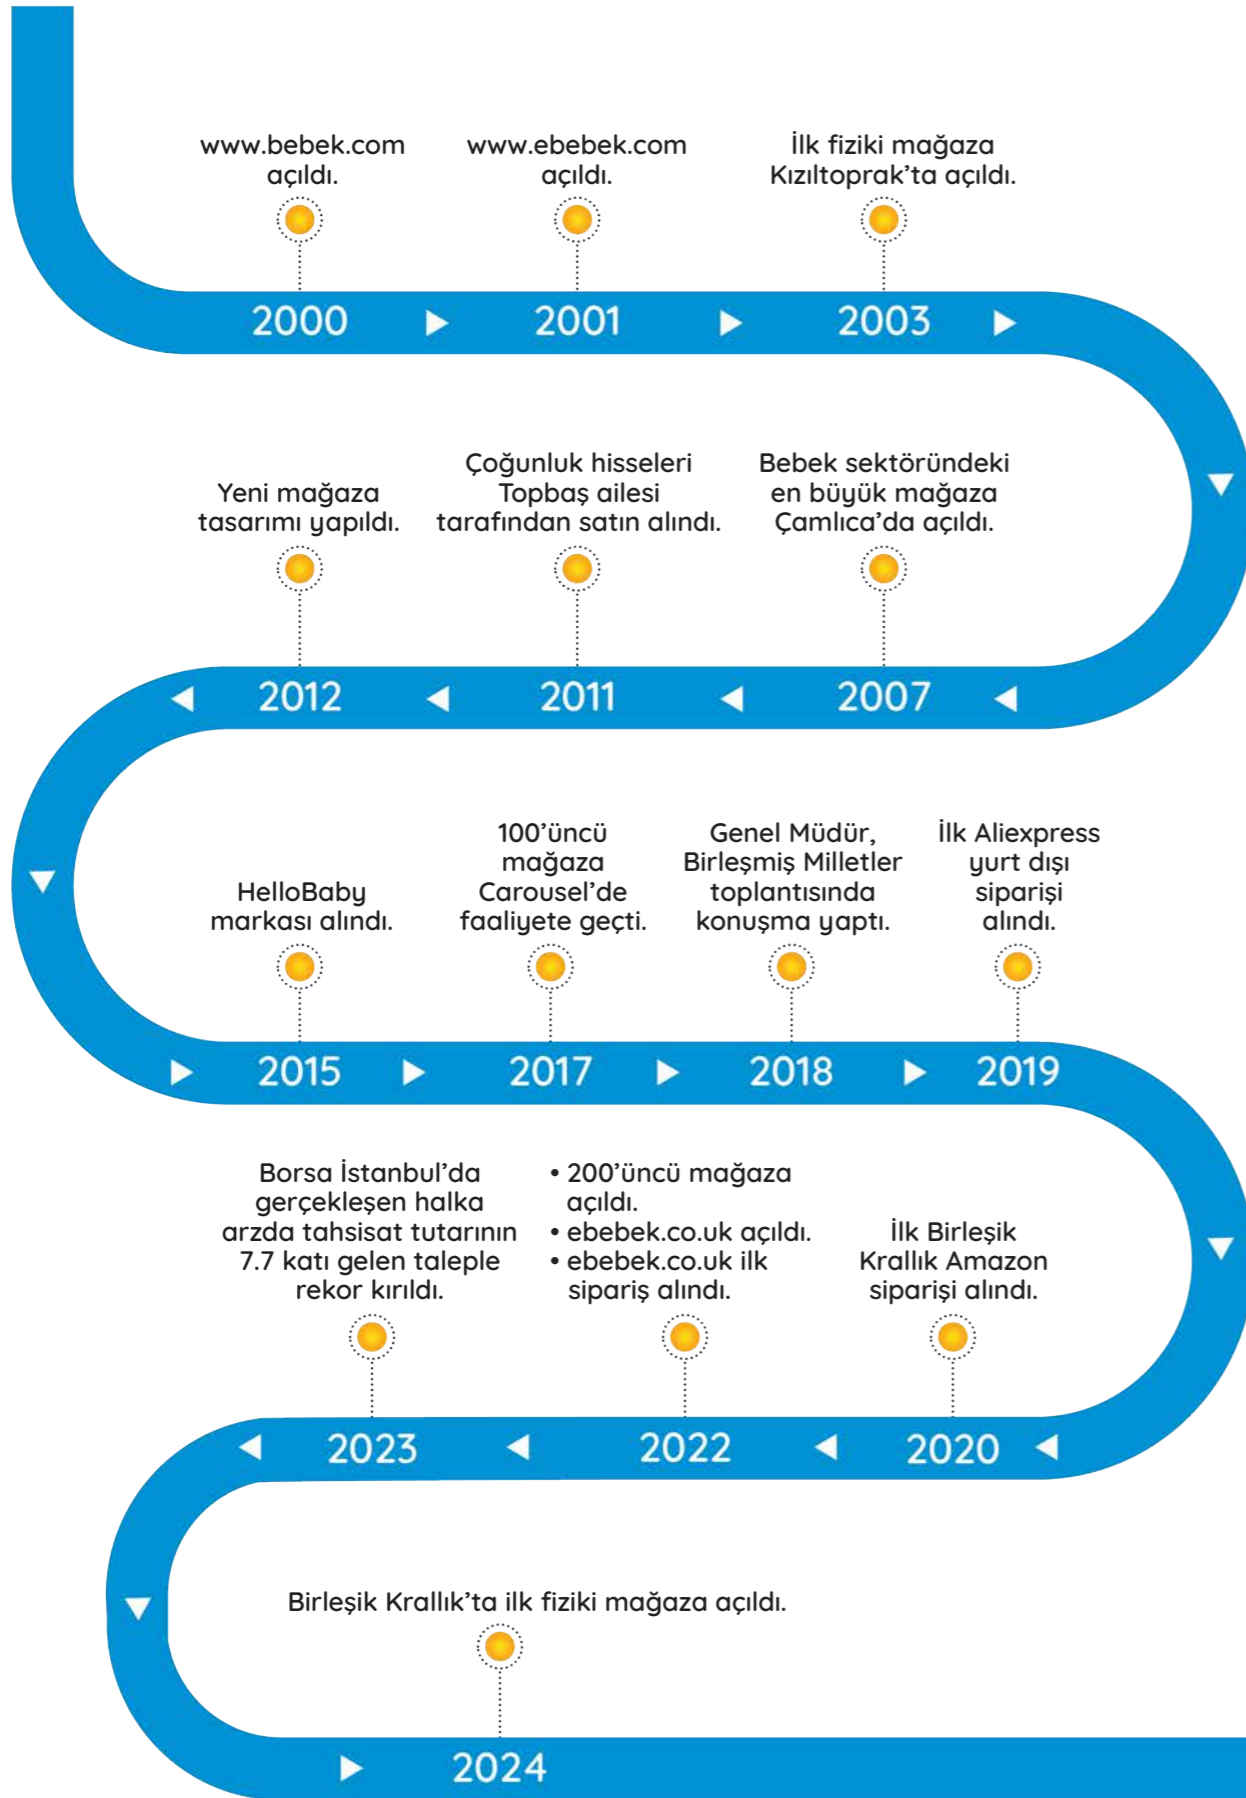 www.bebek.com
açıldı.
www.ebebek.com
açıldı.
İlk fiziki mağaza
Kızıltoprak’ta açıldı.
2000
2001
2003
Bebek sektöründeki
en büyük mağaza
Çamlıca’da açıldı.
Çoğunluk hisseleri
Topbaş ailesi
tarafından satın alındı.
Yeni mağaza
tasarımı yapıldı.
2007
2011
2012
HelloBaby
markası alındı.
100’üncü
mağaza
Carousel’de
faaliyete geçti.
Genel Müdür,
Birleşmiş Milletler
toplantısında
konuşma yaptı.
İlk Aliexpress
yurt dışı
siparişi
alındı.
2015
2017
2018
2019
İlk Birleşik
Krallık Amazon
siparişi alındı.
• 200’üncü mağaza
açıldı.
• ebebek.co.uk açıldı.
• ebebek.co.uk ilk
sipariş alındı.
Borsa İstanbul’da
gerçekleşen halka
arzda tahsisat tutarının
7.7 katı gelen taleple
rekor kırıldı.
2020
2022
2023
Birleşik Krallık’ta ilk fiziki mağaza açıldı.
2024